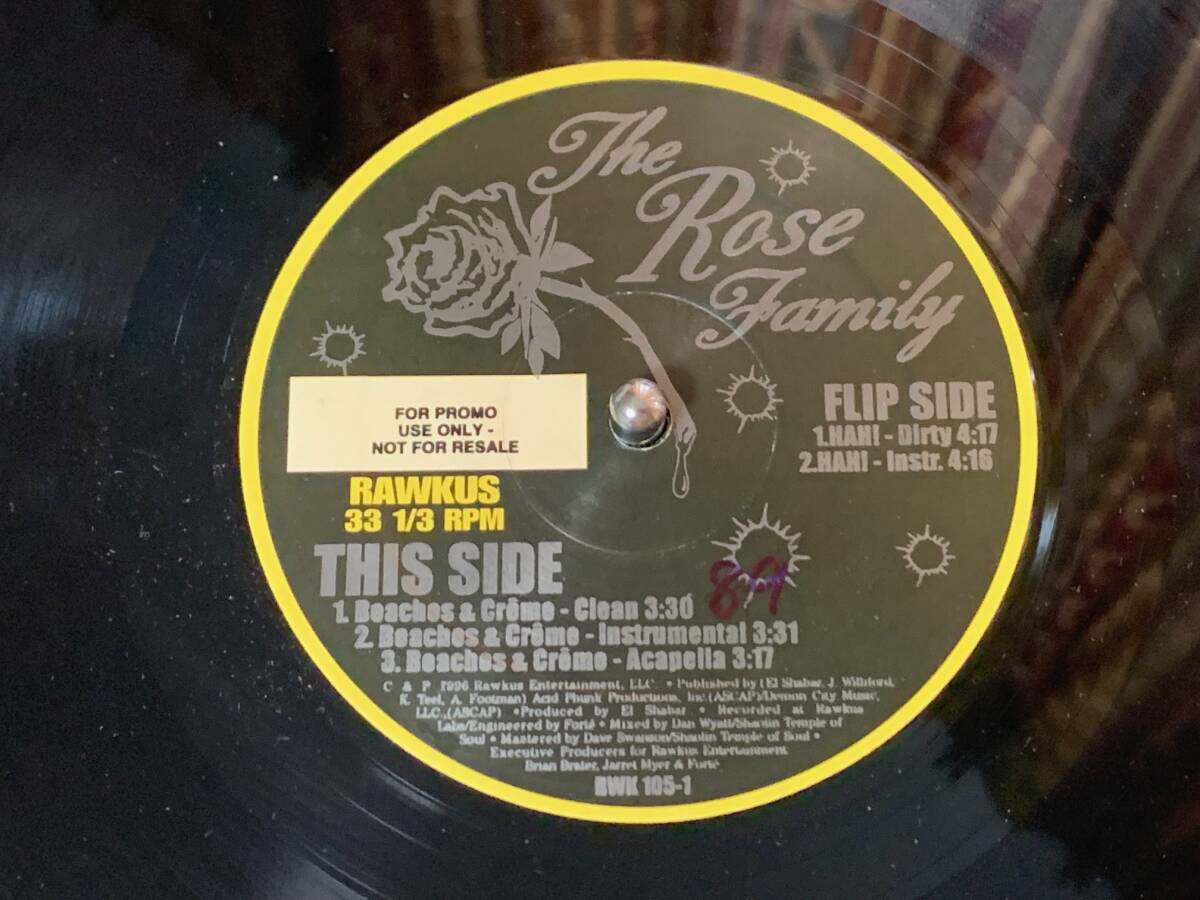 The
Rose
Family
FLIP SIDE
1.HAH! - Dirty 4:17
2.HAH! - Instr. 4:16
FOR PROMO
USE ONLY -
NOT FOR RESALE
RAWKUS
33 1/3 RPM
THIS SIDE
89
1. Beaches & Crême - Clean 3:30
2. Beaches & Crême - Instrumental 3:31
3. Beaches & Crême - Acapella 3:17
C & P 1996 Rawkus Entertainment, LLC. • Published by (El Shabar, J. Williford,
K. Teel, A. Footman) Acid Phunk Productions, Inc.(ASCAP)/Demon City Music,
LLC.,(ASCAP) •Produced by El Shabar • Recorded at Rawkus
Labs/Engineered by Forté • Mixed by Dan Wyatt/Shaolin Temple of
Soul • Mastered by Dave Swanson/Shaolin Temple of Soul •
Executive Producers for Rawkus Entertainment
Brian Brater, Jarret Myer & Forté
RWK 105-1